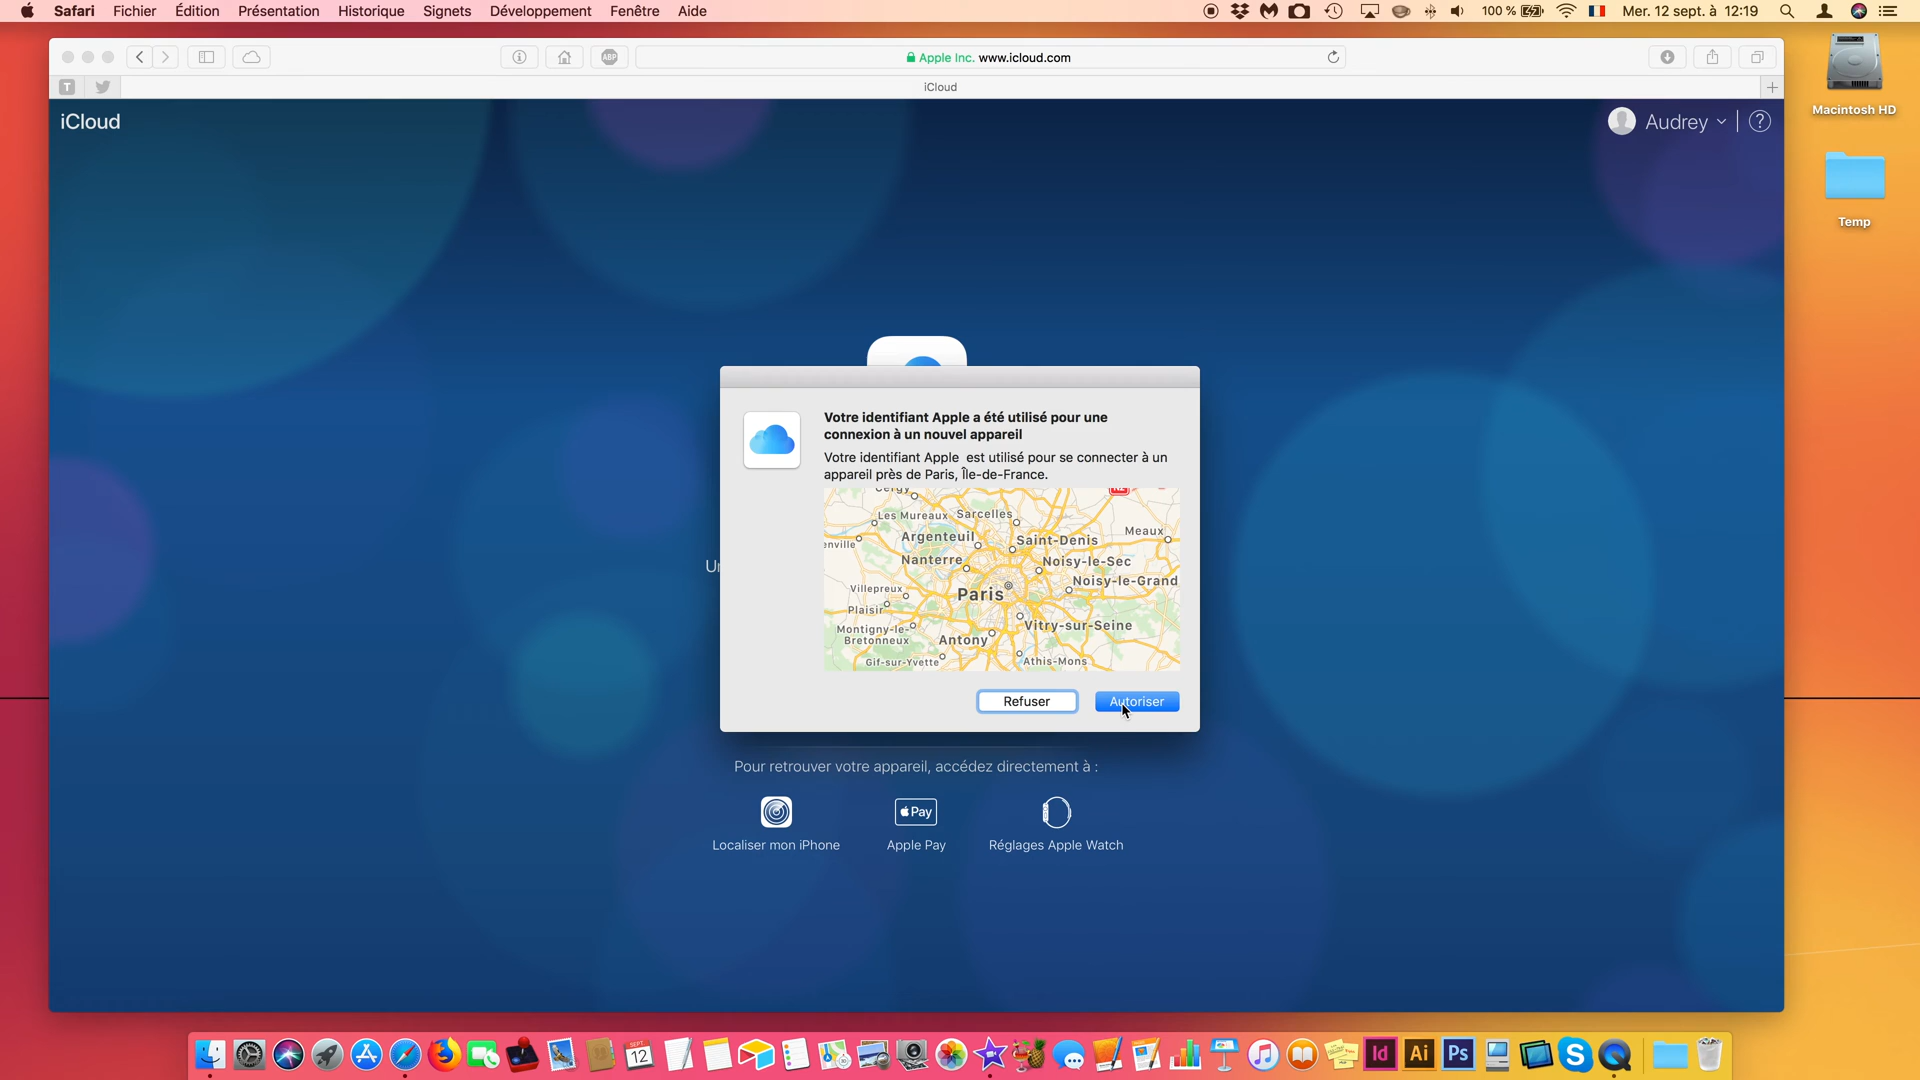 Safari Fichier Édition Présentation Historique Signets Développement Fenêtre Aide
100 % Mer. 12 sept. à 12:19
ABP
Apple Inc. www.icloud.com
T
iCloud
iCloud
Audrey
?
Macintosh HD
Temp
Votre identifiant Apple a été utilisé pour une
connexion à un nouvel appareil
Votre identifiant Apple est utilisé pour se connecter à un
appareil près de Paris, Île-de-France.
Les Mureaux Sarcelles
Argenteuil Saint-Denis Meaux
Nanterre Noisy-le-Sec
Noisy-le-Grand
Villepreux
Paris
Plaisir
Montigny-le-
Bretonneux
Vitry-sur-Seine
Antony
Gif-sur-Yvette Athis-Mons
Refuser Autoriser
Pour retrouver votre appareil, accédez directement à :
Pay
Localiser mon iPhone Apple Pay Réglages Apple Watch
SEPT.
12
Id Ai Ps S